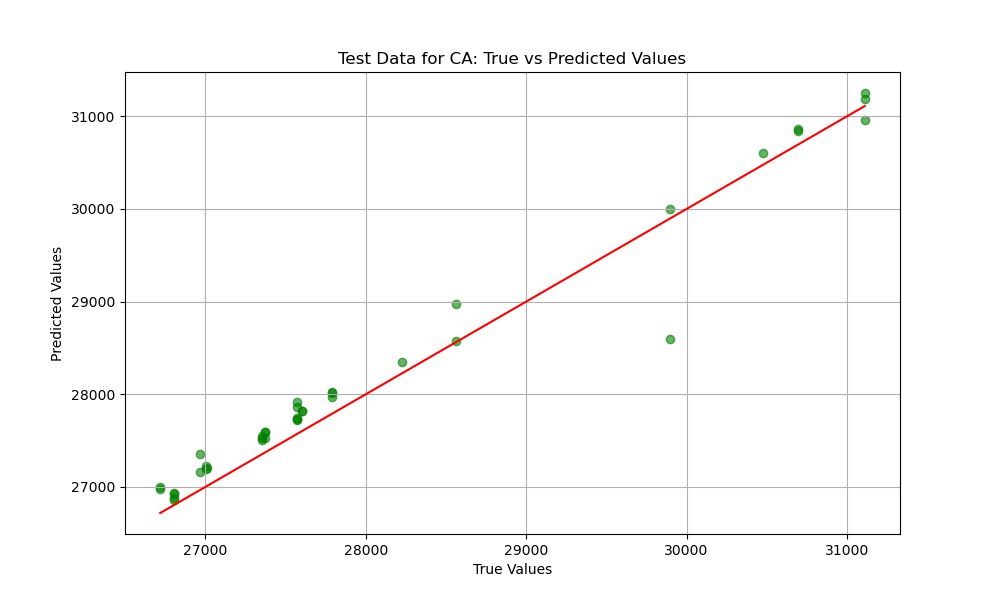 Test Data for CA: True vs Predicted Values
31000
30000
29000
28000
27000
Predicted Values
27000 28000 29000 30000 31000
True Values